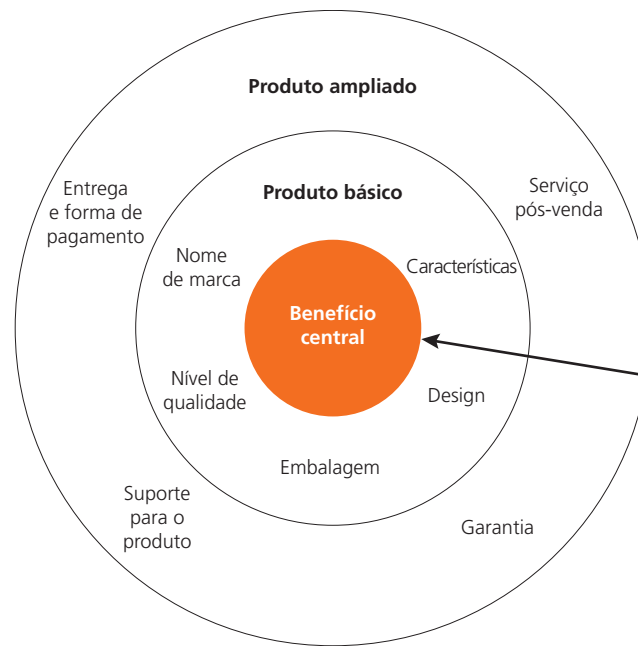 Produto ampliado
Entrega
e forma de
pagamento
Serviço
pós-venda
Produto básico
Nome
de marca
Características
Benefício
central
Nível de
qualidade
Design
Embalagem
Suporte
para o
produto
Garantia